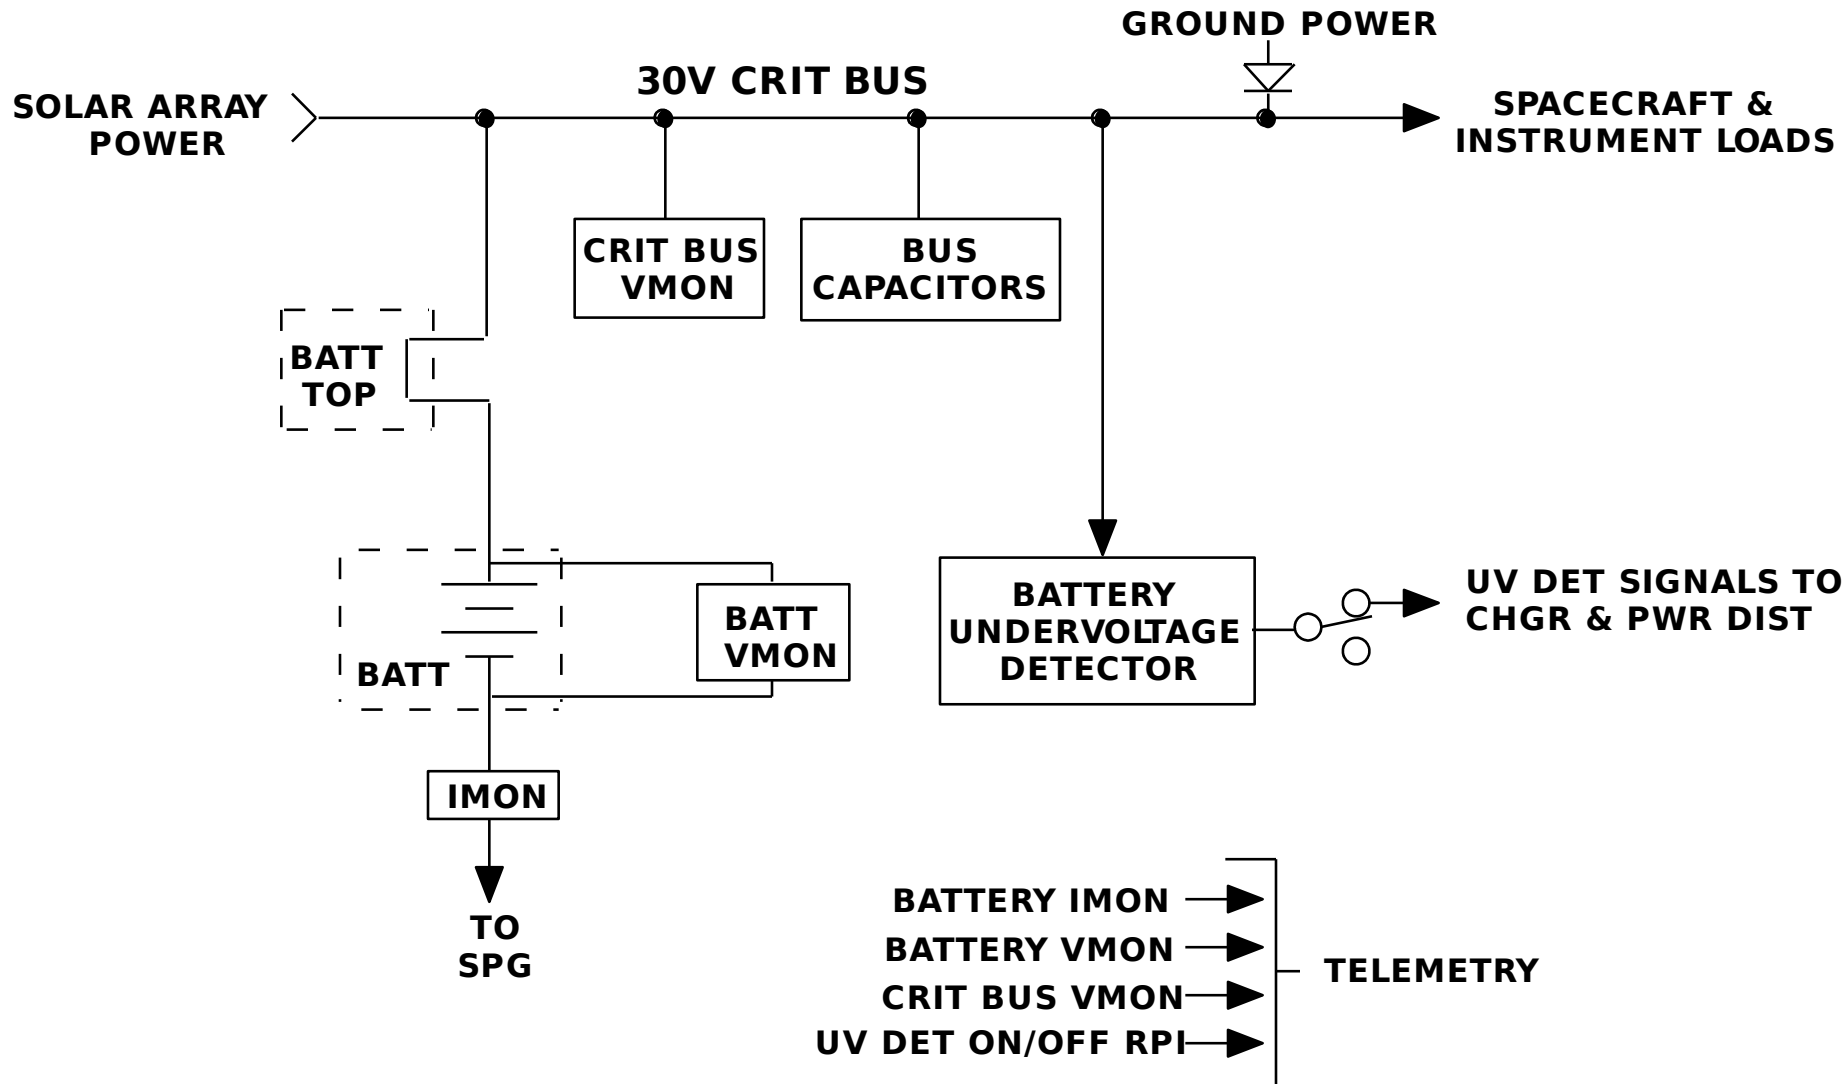 GROUND POWER
30V CRIT BUS
SOLAR ARRAY
POWER
SPACECRAFT &
INSTRUMENT LOADS
CRIT BUS
VMON
BUS
CAPACITORS
BATT
TOP
BATT
BATT
VMON
BATTERY
UNDERVOLTAGE
DETECTOR
UV DET SIGNALS TO
CHGR & PWR DIST
IMON
TO
SPG
BATTERY IMON
BATTERY VMON
CRIT BUS VMON
UV DET ON/OFF RPI
TELEMETRY